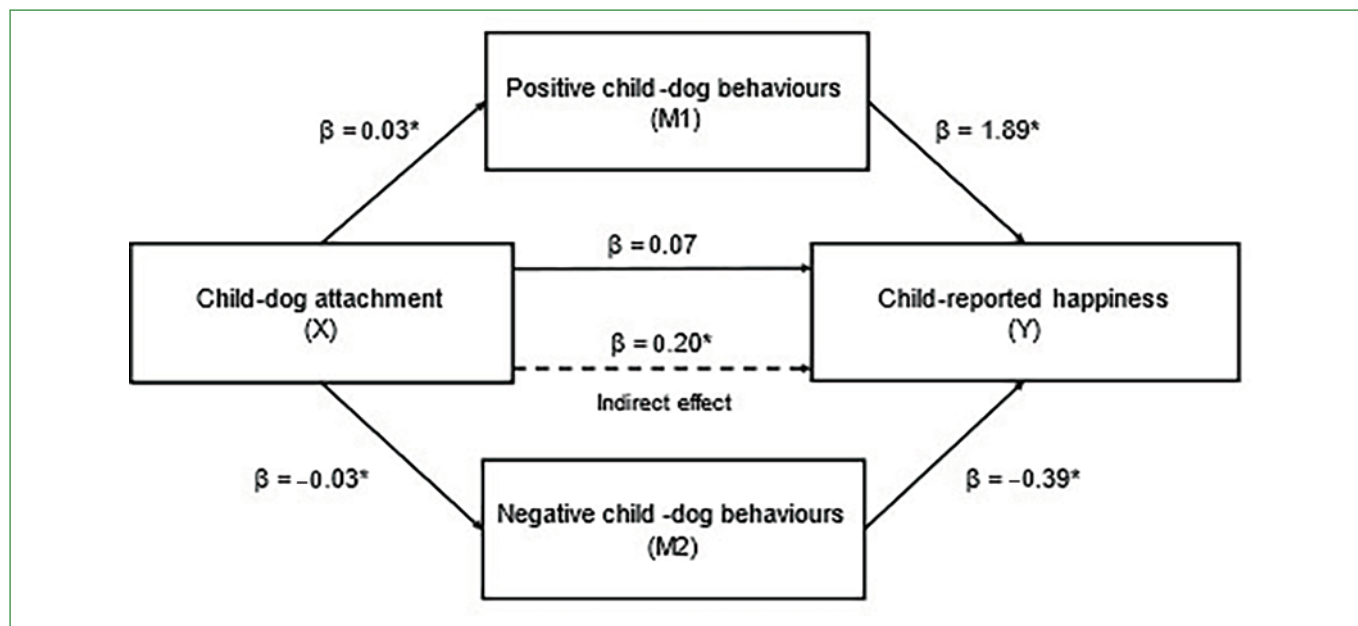 Positive child -dog behaviours
(M1)
β = 0.03*
β = 1.89*
β = 0.07
Child-dog attachment
(X)
Child-reported happiness
(Y)
β = 0.20*
Indirect effect
β = –0.03*
β = –0.39*
Negative child -dog behaviours
(M2)